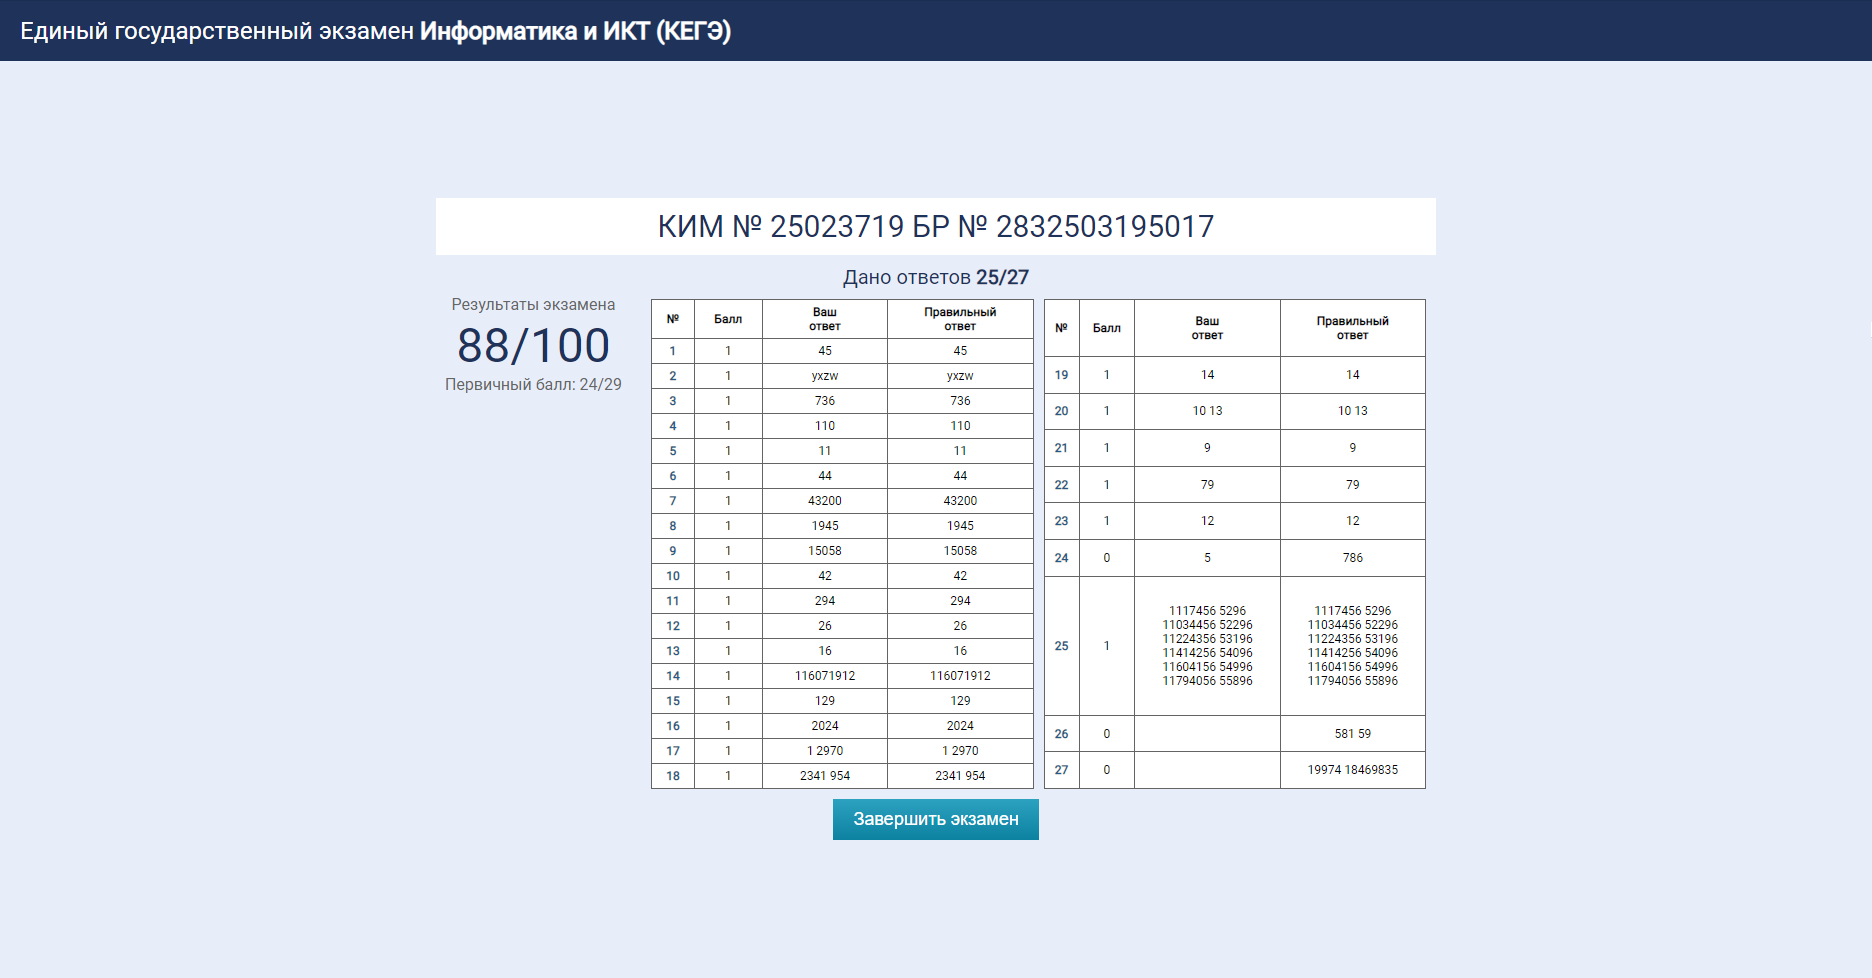 Единый государственный экзамен Информатика и ИКТ (КЕГЭ)
КИМ № 25023719 БР № 2832503195017
Дано ответов 25/27
Результаты экзамена
88/100
Первичный балл: 24/29
№ Балл Ваш ответ Правильный ответ
1 1 45 45
2 1 yxzw yxzw
3 1 736 736
4 1 110 110
5 1 11 11
6 1 44 44
7 1 43200 43200
8 1 1945 1945
9 1 15058 15058
10 1 42 42
11 1 294 294
12 1 26 26
13 1 16 16
14 1 116071912 116071912
15 1 129 129
16 1 2024 2024
17 1 1 2970 1 2970
18 1 2341 954 2341 954
№ Балл Ваш ответ Правильный ответ
19 1 14 14
20 1 10 13 10 13
21 1 9 9
22 1 79 79
23 1 12 12
24 0 5 786
25 1
1117456 5296 1117456 5296
11034456 52296 11034456 52296
11224356 53196 11224356 53196
11414256 54096 11414256 54096
11604156 54996 11604156 54996
11794056 55896 11794056 55896
26 0 581 59
27 0 19974 18469835
Завершить экзамен